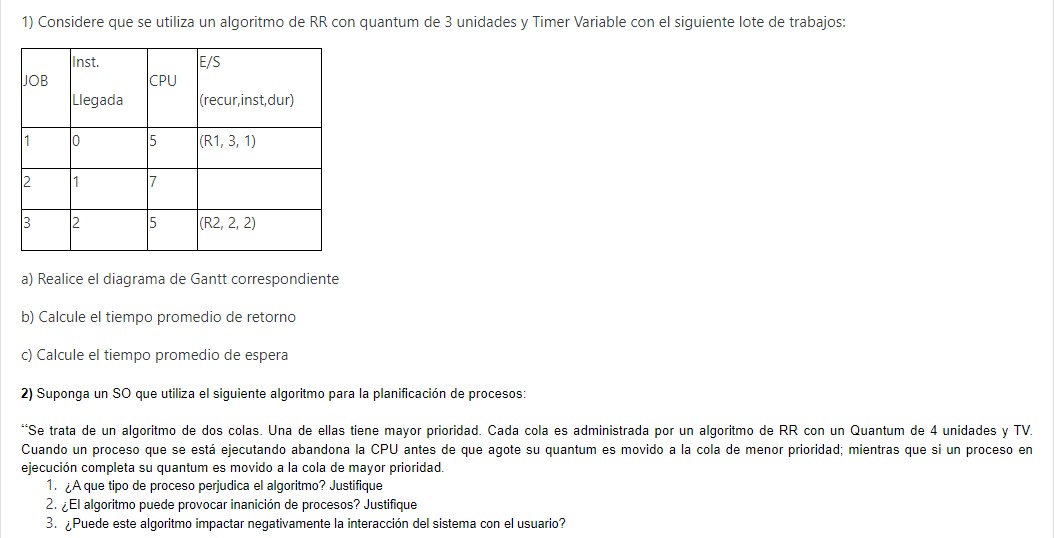 1) Considere que se utiliza un algoritmo de RR con quantum de 3 unidades y Timer Variable con el siguiente lote de trabajos:
JOB Inst. Llegada CPU E/S (recur,inst,dur)
1 0 5 (R1, 3, 1)
2 1 7
3 2 5 (R2, 2, 2)
a) Realice el diagrama de Gantt correspondiente
b) Calcule el tiempo promedio de retorno
c) Calcule el tiempo promedio de espera
2) Suponga un SO que utiliza el siguiente algoritmo para la planificación de procesos:
“Se trata de un algoritmo de dos colas. Una de ellas tiene mayor prioridad. Cada cola es administrada por un algoritmo de RR con un Quantum de 4 unidades y TV.
Cuando un proceso que se está ejecutando abandona la CPU antes de que agote su quantum es movido a la cola de menor prioridad; mientras que si un proceso en
ejecución completa su quantum es movido a la cola de mayor prioridad.
1. ¿A que tipo de proceso perjudica el algoritmo? Justifique
2. ¿El algoritmo puede provocar inanición de procesos? Justifique
3. ¿Puede este algoritmo impactar negativamente la interacción del sistema con el usuario?